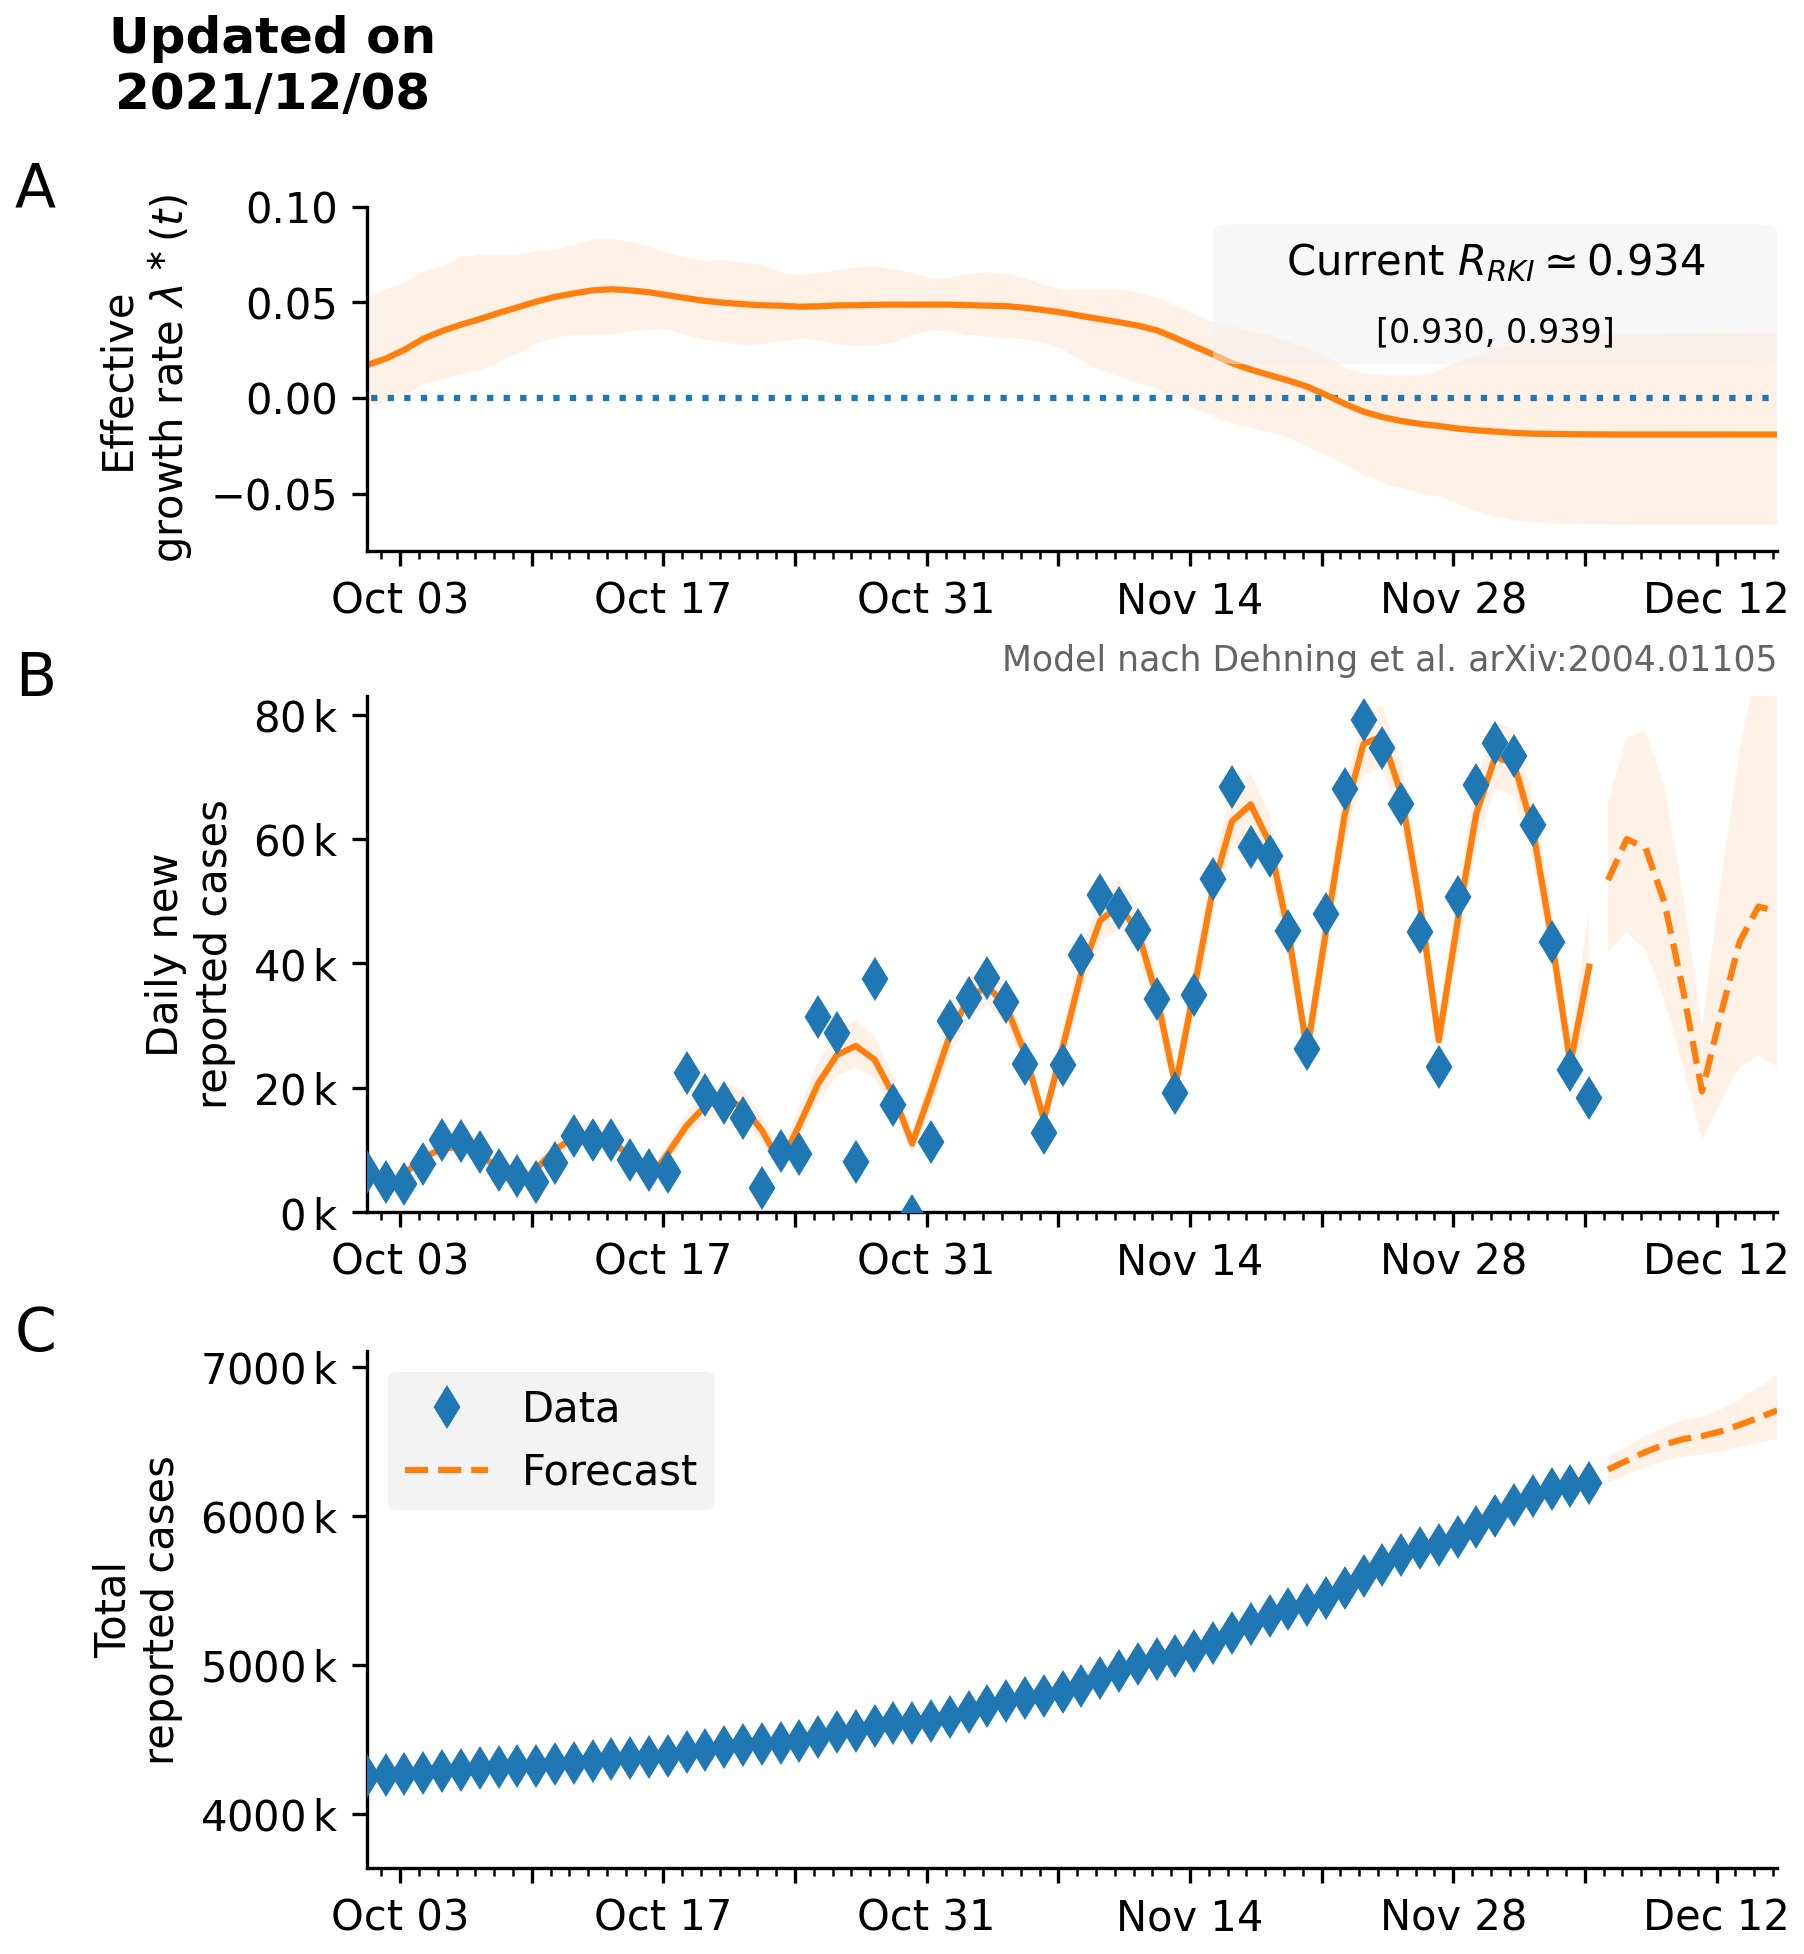 Updated on
2021/12/08
A
Effective
growth rate λ * (t)
0.10
0.05
0.00
−0.05
Current R_RKI ≃ 0.934
[0.930, 0.939]
Oct 03 Oct 17 Oct 31 Nov 14 Nov 28 Dec 12
Model nach Dehning et al. arXiv:2004.01105
B
Daily new
reported cases
80 k
60 k
40 k
20 k
0 k
Oct 03 Oct 17 Oct 31 Nov 14 Nov 28 Dec 12
C
Total
reported cases
7000 k
6000 k
5000 k
4000 k
Data
Forecast
Oct 03 Oct 17 Oct 31 Nov 14 Nov 28 Dec 12